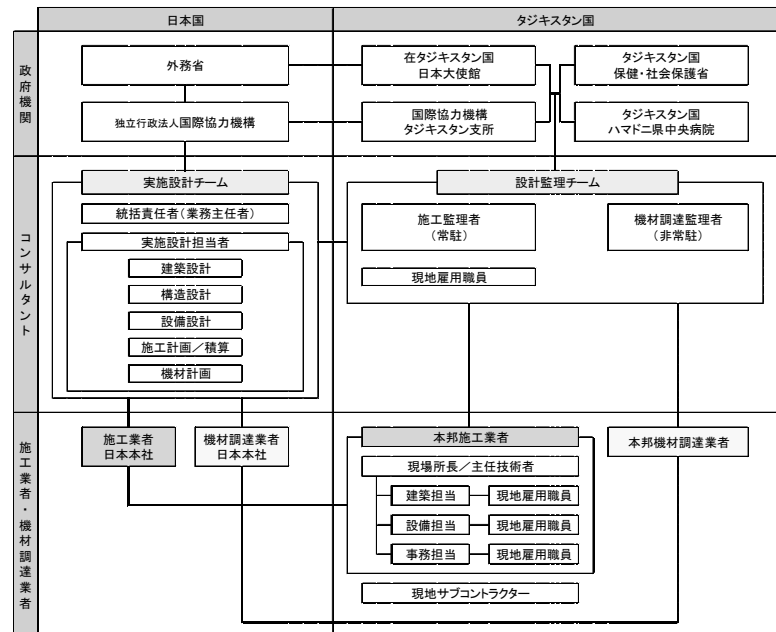 日本国
タジキスタン国
政府機関
外務省
在タジキスタン国
日本大使館
タジキスタン国
保健・社会保護省
独立行政法人国際協力機構
国際協力機構
タジキスタン支所
タジキスタン国
ハマドニ県中央病院
コンサルタント
実施設計チーム
設計監理チーム
統括責任者(業務主任者)
施工監理者
(常駐)
機材調達監理者
(非常駐)
実施設計担当者
建築設計
現地雇用職員
構造設計
設備設計
施工計画/積算
機材計画
施工業者・機材調達業者
施工業者
日本本社
機材調達業者
日本本社
本邦施工業者
本邦機材調達業者
現場所長/主任技術者
建築担当
現地雇用職員
設備担当
現地雇用職員
事務担当
現地雇用職員
現地サブコントラクター